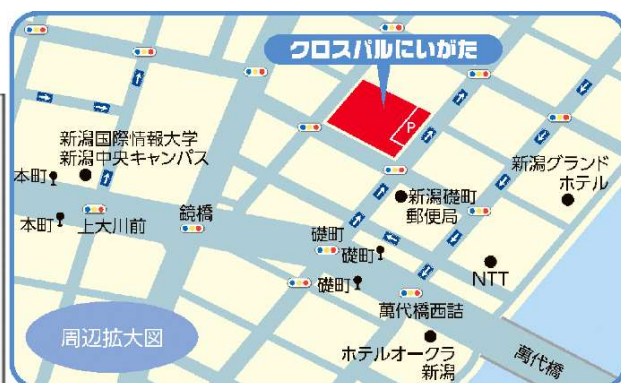 クロスパルにいがた
P
新潟国際情報大学
新潟中央キャンパス
新潟グランド
ホテル
本町
新潟礎町
郵便局
本町
上大川前
鏡橋
礎町
礎町
NTT
礎町
萬代橋西詰
周辺拡大図
ホテルオークラ
新潟
萬代橋